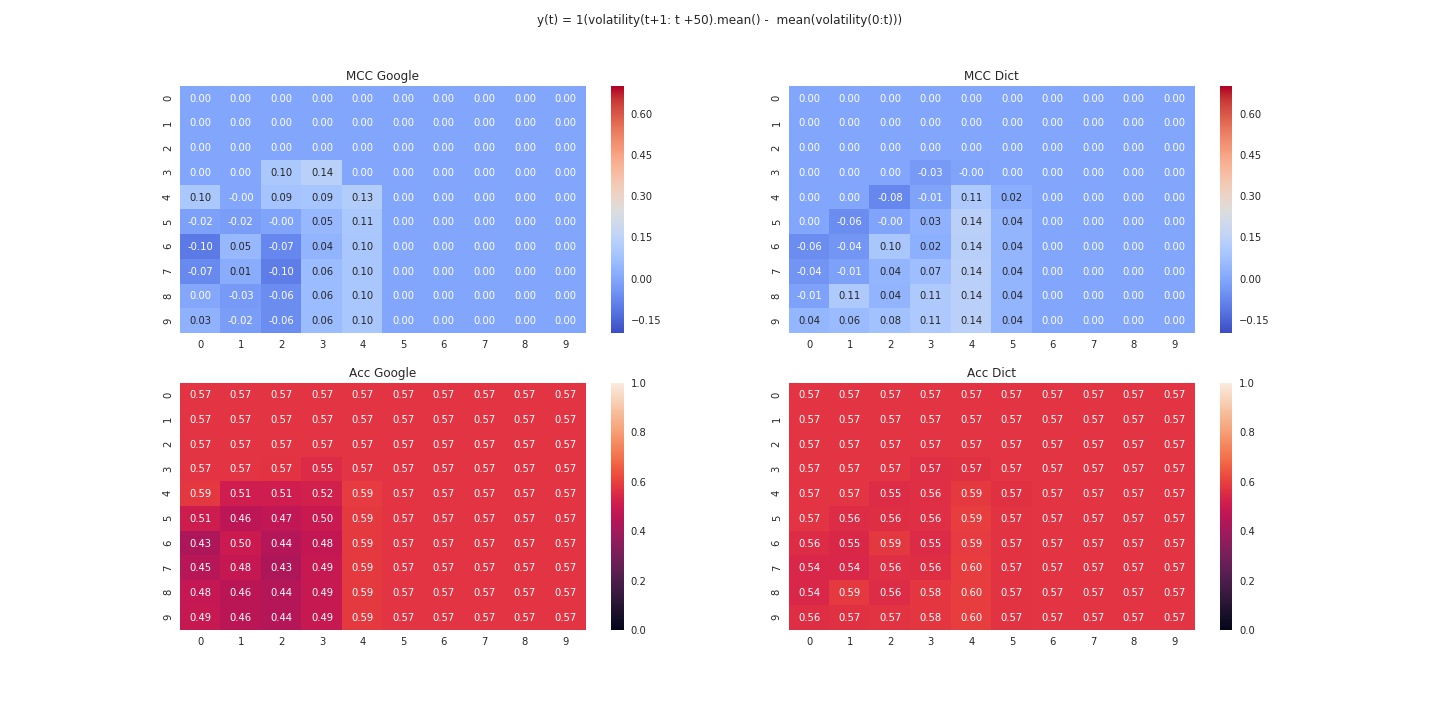 y(t) = 1(volatility(t+1: t +50).mean() -  mean(volatility(0:t)))
MCC Google
0 0.00 0.00 0.00 0.00 0.00 0.00 0.00 0.00 0.00 0.00
1 0.00 0.00 0.00 0.00 0.00 0.00 0.00 0.00 0.00 0.00
2 0.00 0.00 0.00 0.00 0.00 0.00 0.00 0.00 0.00 0.00
3 0.00 0.00 0.10 0.14 0.00 0.00 0.00 0.00 0.00 0.00
4 0.10 -0.00 0.09 0.09 0.13 0.00 0.00 0.00 0.00 0.00
5 -0.02 -0.02 -0.00 0.05 0.11 0.00 0.00 0.00 0.00 0.00
6 -0.10 0.05 -0.07 0.04 0.10 0.00 0.00 0.00 0.00 0.00
7 -0.07 0.01 -0.10 0.06 0.10 0.00 0.00 0.00 0.00 0.00
8 0.00 -0.03 -0.06 0.06 0.10 0.00 0.00 0.00 0.00 0.00
9 0.03 -0.02 -0.06 0.06 0.10 0.00 0.00 0.00 0.00 0.00
0 1 2 3 4 5 6 7 8 9
0.60
0.45
0.30
0.15
0.00
−0.15
MCC Dict
0 0.00 0.00 0.00 0.00 0.00 0.00 0.00 0.00 0.00 0.00
1 0.00 0.00 0.00 0.00 0.00 0.00 0.00 0.00 0.00 0.00
2 0.00 0.00 0.00 0.00 0.00 0.00 0.00 0.00 0.00 0.00
3 0.00 0.00 0.00 -0.03 -0.00 0.00 0.00 0.00 0.00 0.00
4 0.00 0.00 -0.08 -0.01 0.11 0.02 0.00 0.00 0.00 0.00
5 0.00 -0.06 -0.00 0.03 0.14 0.04 0.00 0.00 0.00 0.00
6 -0.06 -0.04 0.10 0.02 0.14 0.04 0.00 0.00 0.00 0.00
7 -0.04 -0.01 0.04 0.07 0.14 0.04 0.00 0.00 0.00 0.00
8 -0.01 0.11 0.04 0.11 0.14 0.04 0.00 0.00 0.00 0.00
9 0.04 0.06 0.08 0.11 0.14 0.04 0.00 0.00 0.00 0.00
0 1 2 3 4 5 6 7 8 9
0.60
0.45
0.30
0.15
0.00
−0.15
Acc Google
0 0.57 0.57 0.57 0.57 0.57 0.57 0.57 0.57 0.57 0.57
1 0.57 0.57 0.57 0.57 0.57 0.57 0.57 0.57 0.57 0.57
2 0.57 0.57 0.57 0.57 0.57 0.57 0.57 0.57 0.57 0.57
3 0.57 0.57 0.57 0.55 0.57 0.57 0.57 0.57 0.57 0.57
4 0.59 0.51 0.51 0.52 0.59 0.57 0.57 0.57 0.57 0.57
5 0.51 0.46 0.47 0.50 0.59 0.57 0.57 0.57 0.57 0.57
6 0.43 0.50 0.44 0.48 0.59 0.57 0.57 0.57 0.57 0.57
7 0.45 0.48 0.43 0.49 0.59 0.57 0.57 0.57 0.57 0.57
8 0.48 0.46 0.44 0.49 0.59 0.57 0.57 0.57 0.57 0.57
9 0.49 0.46 0.44 0.49 0.59 0.57 0.57 0.57 0.57 0.57
0 1 2 3 4 5 6 7 8 9
1.0
0.8
0.6
0.4
0.2
0.0
Acc Dict
0 0.57 0.57 0.57 0.57 0.57 0.57 0.57 0.57 0.57 0.57
1 0.57 0.57 0.57 0.57 0.57 0.57 0.57 0.57 0.57 0.57
2 0.57 0.57 0.57 0.57 0.57 0.57 0.57 0.57 0.57 0.57
3 0.57 0.57 0.57 0.57 0.57 0.57 0.57 0.57 0.57 0.57
4 0.57 0.57 0.55 0.56 0.59 0.57 0.57 0.57 0.57 0.57
5 0.57 0.56 0.56 0.56 0.59 0.57 0.57 0.57 0.57 0.57
6 0.56 0.55 0.59 0.55 0.59 0.57 0.57 0.57 0.57 0.57
7 0.54 0.54 0.56 0.56 0.60 0.57 0.57 0.57 0.57 0.57
8 0.54 0.59 0.56 0.58 0.60 0.57 0.57 0.57 0.57 0.57
9 0.56 0.57 0.57 0.58 0.60 0.57 0.57 0.57 0.57 0.57
0 1 2 3 4 5 6 7 8 9
1.0
0.8
0.6
0.4
0.2
0.0